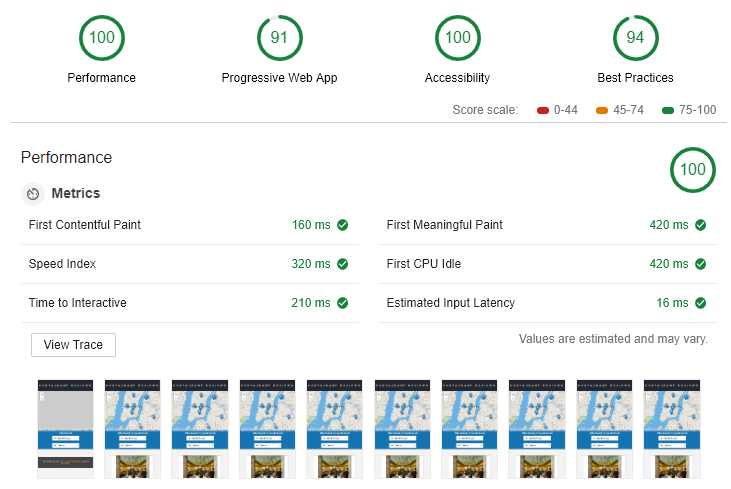 100 91 100 94
Performance Progressive Web App Accessibility Best Practices
Score scale: 0-44 45-74 75-100
Performance 100
Metrics
First Contentful Paint 160 ms First Meaningful Paint 420 ms
Speed Index 320 ms First CPU Idle 420 ms
Time to Interactive 210 ms Estimated Input Latency 16 ms
View Trace Values are estimated and may vary.